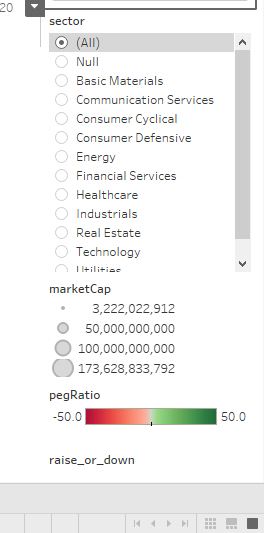 20
sector
(All)
Null
Basic Materials
Communication Services
Consumer Cyclical
Consumer Defensive
Energy
Financial Services
Healthcare
Industrials
Real Estate
Technology
Utilities
marketCap
3,222,022,912
50,000,000,000
100,000,000,000
173,628,833,792
pegRatio
-50.0 50.0
raise_or_down